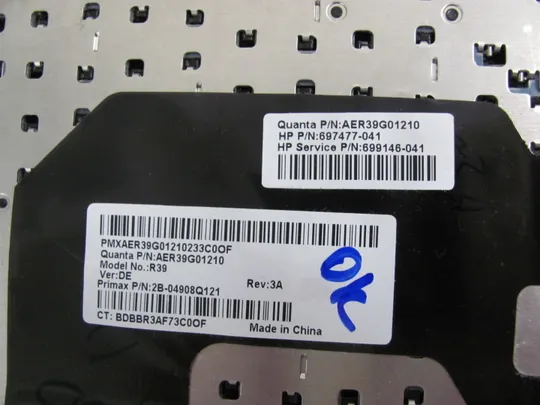 Quanta P/N:AER39G01210
HP P/N:697477-041
HP Service P/N:699146-041
PMXAER39G01210233C0OF
Quanta P/N:AER39G01210
Model No.:R39
Ver:DE
Primax P/N:2B-04908Q121 Rev:3A
CT: BDBBR3AF73C0OF Made in China
OK